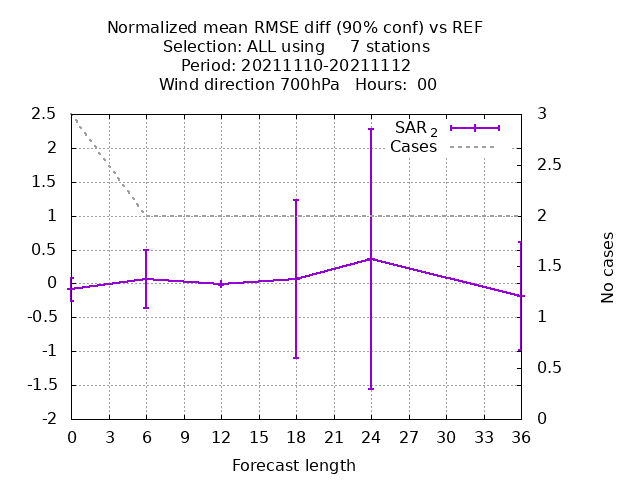 Normalized mean RMSE diff (90% conf) vs REF
Selection: ALL using     7 stations
Period: 20211110-20211112
Wind direction 700hPa   Hours:  00
SAR 2
Cases
2.5
2
1.5
1
0.5
0
-0.5
-1
-1.5
-2
3
2.5
2
1.5
1
0.5
0
No cases
0 3 6 9 12 15 18 21 24 27 30 33 36
Forecast length